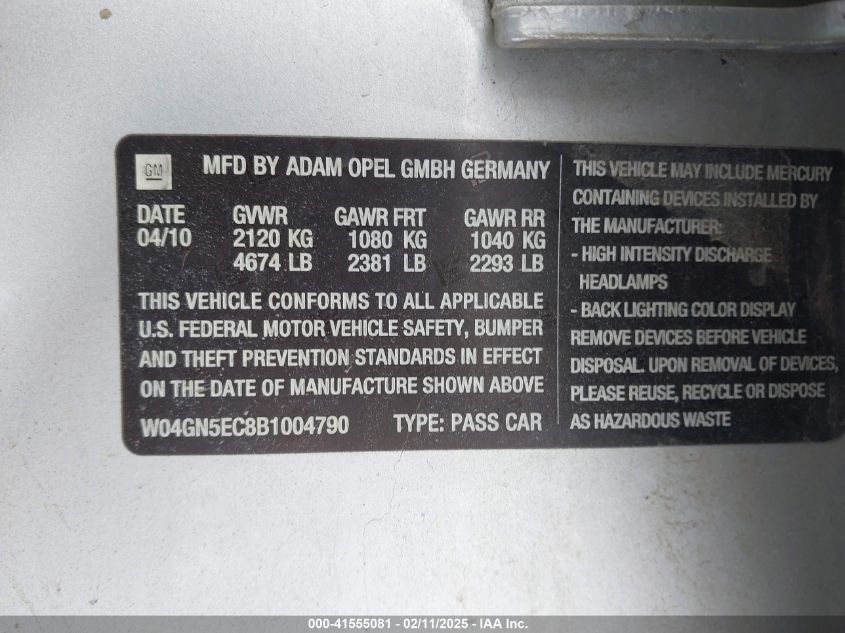 GM
MFD BY ADAM OPEL GMBH GERMANY
DATE GVWR GAWR FRT GAWR RR
04/10 2120 KG 1080 KG 1040 KG
4674 LB 2381 LB 2293 LB
THIS VEHICLE CONFORMS TO ALL APPLICABLE
U.S. FEDERAL MOTOR VEHICLE SAFETY, BUMPER
AND THEFT PREVENTION STANDARDS IN EFFECT
ON THE DATE OF MANUFACTURE SHOWN ABOVE
W04GN5EC8B1004790 TYPE: PASS CAR
THIS VEHICLE MAY INCLUDE MERCURY
CONTAINING DEVICES INSTALLED BY
THE MANUFACTURER:
- HIGH INTENSITY DISCHARGE
HEADLAMPS
- BACK LIGHTING COLOR DISPLAY
REMOVE DEVICES BEFORE VEHICLE
DISPOSAL. UPON REMOVAL OF DEVICES,
PLEASE REUSE, RECYCLE OR DISPOSE
AS HAZARDOUS WASTE
000-41555081 - 02/11/2025 - IAA Inc.